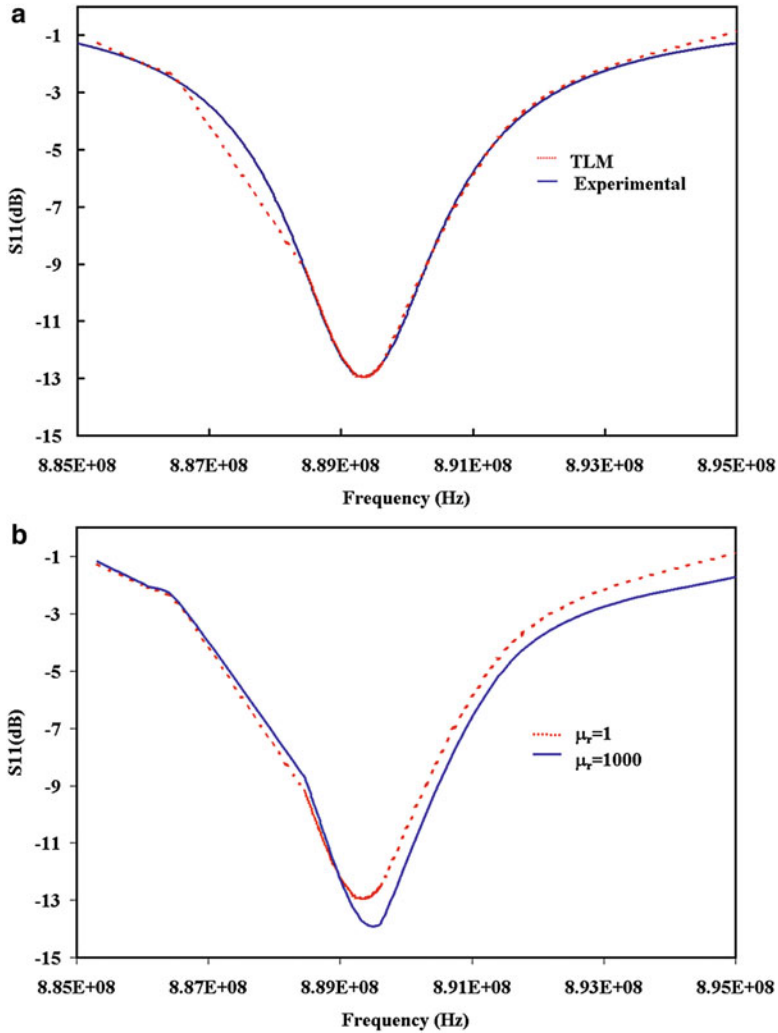 a
-1
-3
-5
-7
-9
-11
-13
-15
S11(dB)
TLM
Experimental
8.85E+08 8.87E+08 8.89E+08 8.91E+08 8.93E+08 8.95E+08
Frequency (Hz)
b
-1
-3
-5
-7
-9
-11
-13
-15
S11(dB)
μr=1
μr=1000
8.85E+08 8.87E+08 8.89E+08 8.91E+08 8.93E+08 8.95E+08
Frequency (Hz)